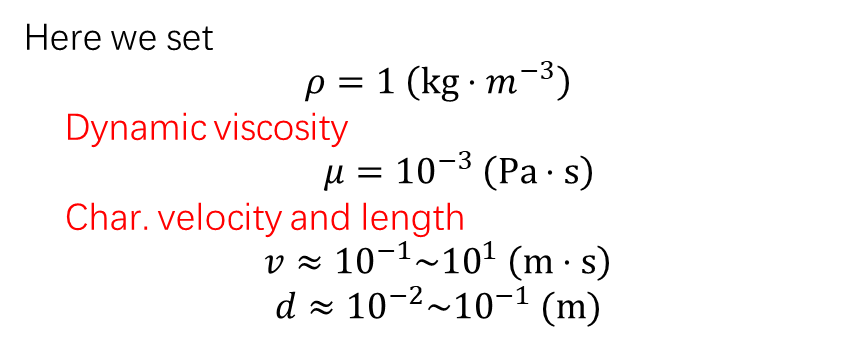 Here we set
ρ = 1 (kg · m⁻³)
Dynamic viscosity
μ = 10⁻³ (Pa · s)
Char. velocity and length
v ≈ 10⁻¹~10¹ (m · s)
d ≈ 10⁻²~10⁻¹ (m)